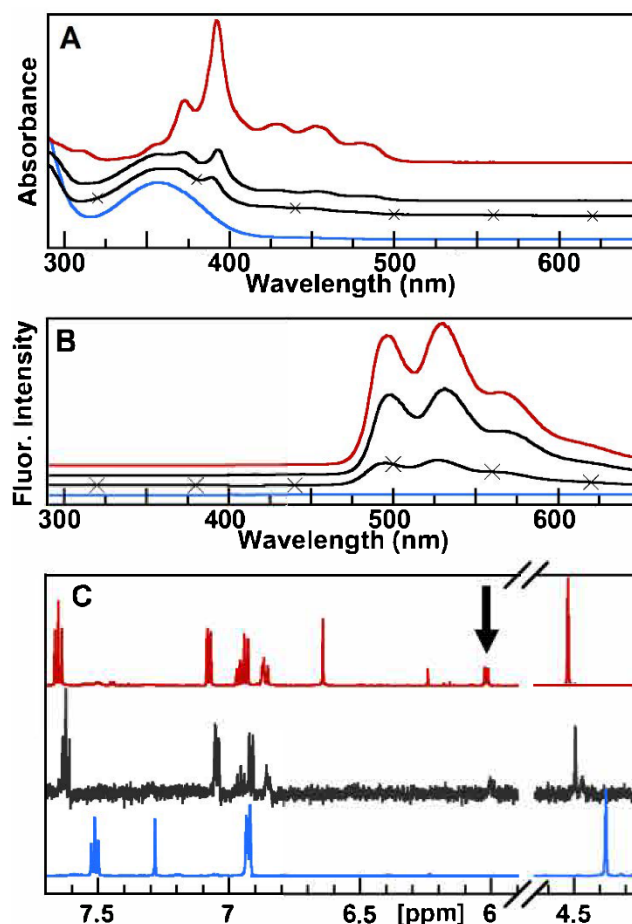 A
Absorbance
300 400 500 600
Wavelength (nm)
B
Fluor. Intensity
300 400 500 600
Wavelength (nm)
C
7.5 7 6.5 [ppm] 6 4.5